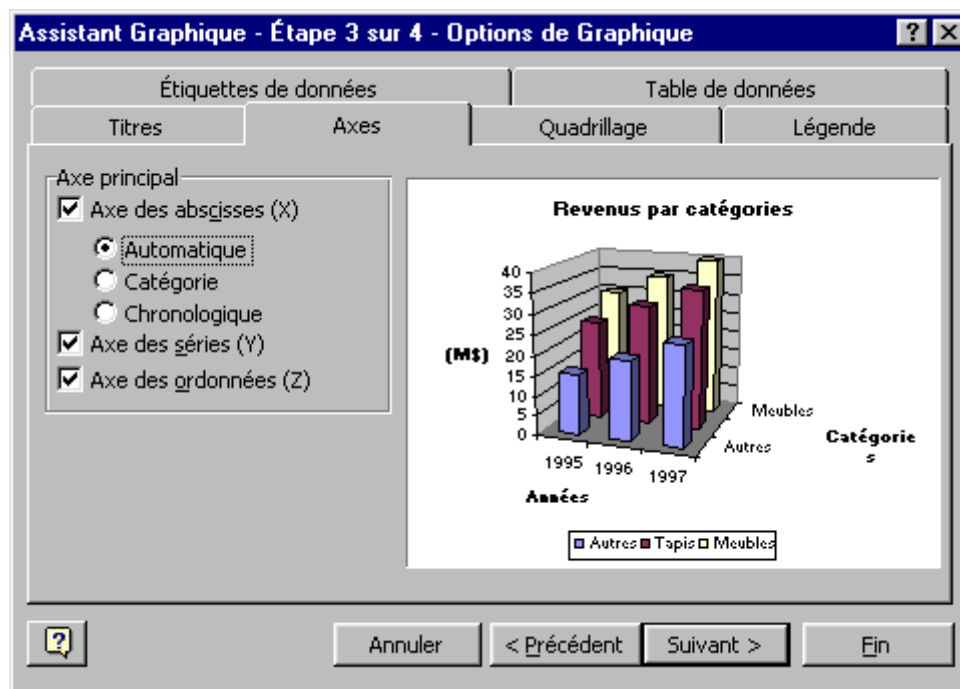 Assistant Graphique - Étape 3 sur 4 - Options de Graphique
Étiquettes de données
Table de données
Titres
Axes
Quadrillage
Légende
Axe principal
Axe des abscisses (X)
Automatique
Catégorie
Chronologique
Axe des séries (Y)
Axe des ordonnées (Z)
Revenus par catégories
40
35
30
25
20
15
10
5
0
(M$)
1995
1996
1997
Années
Meubles
Autres
Catégorie
s
Autres Tapis Meubles
?
Annuler
< Précédent
Suivant >
Fin